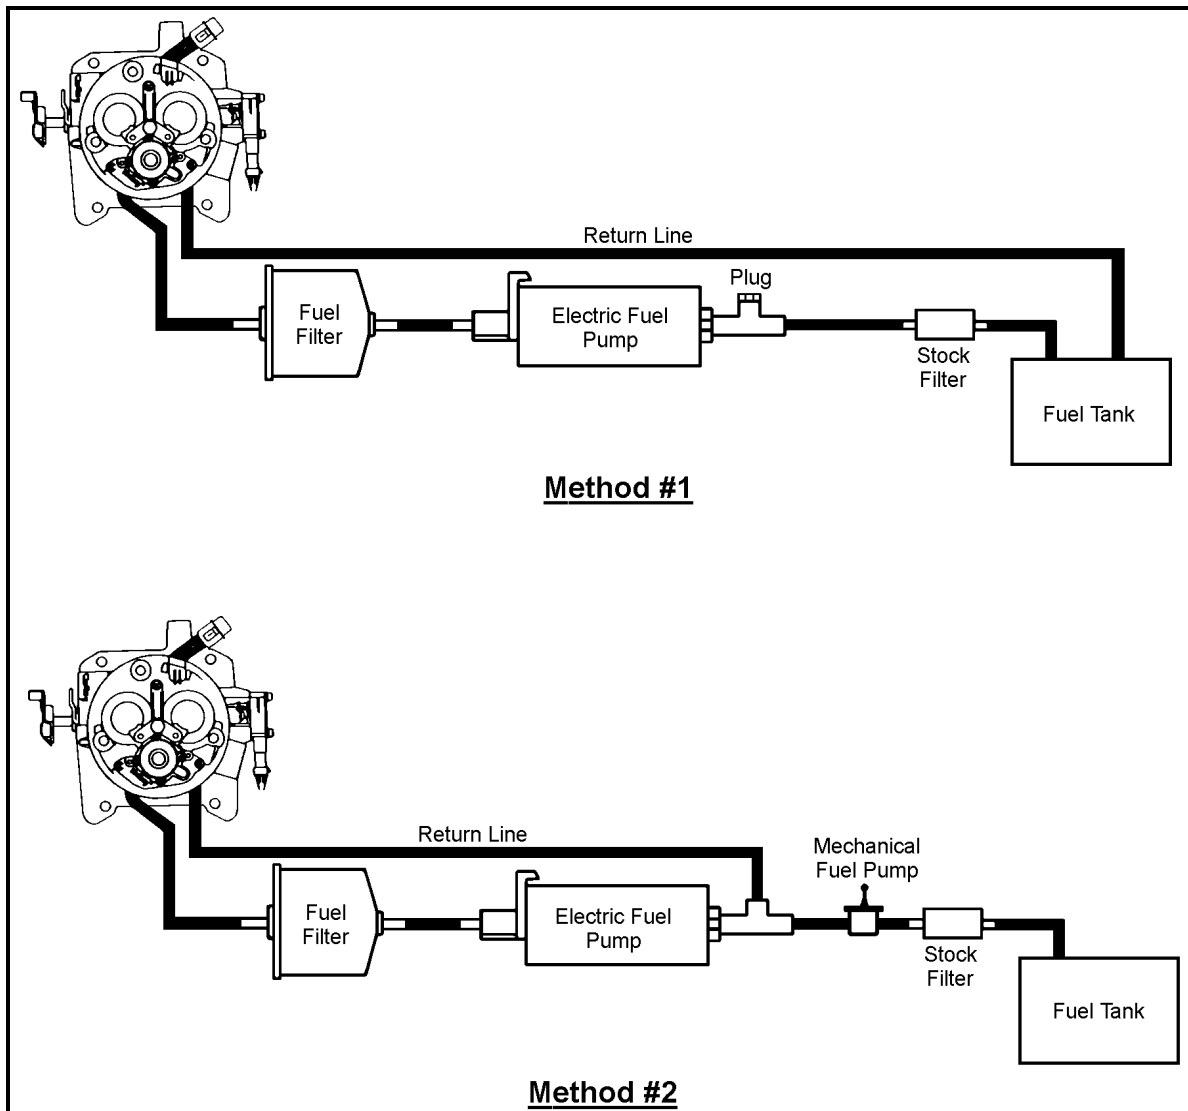 Return Line
Plug
Fuel
Filter
Electric Fuel
Pump
Stock
Filter
Fuel Tank
Method #1
Return Line
Mechanical
Fuel Pump
Fuel
Filter
Electric Fuel
Pump
Stock
Filter
Fuel Tank
Method #2